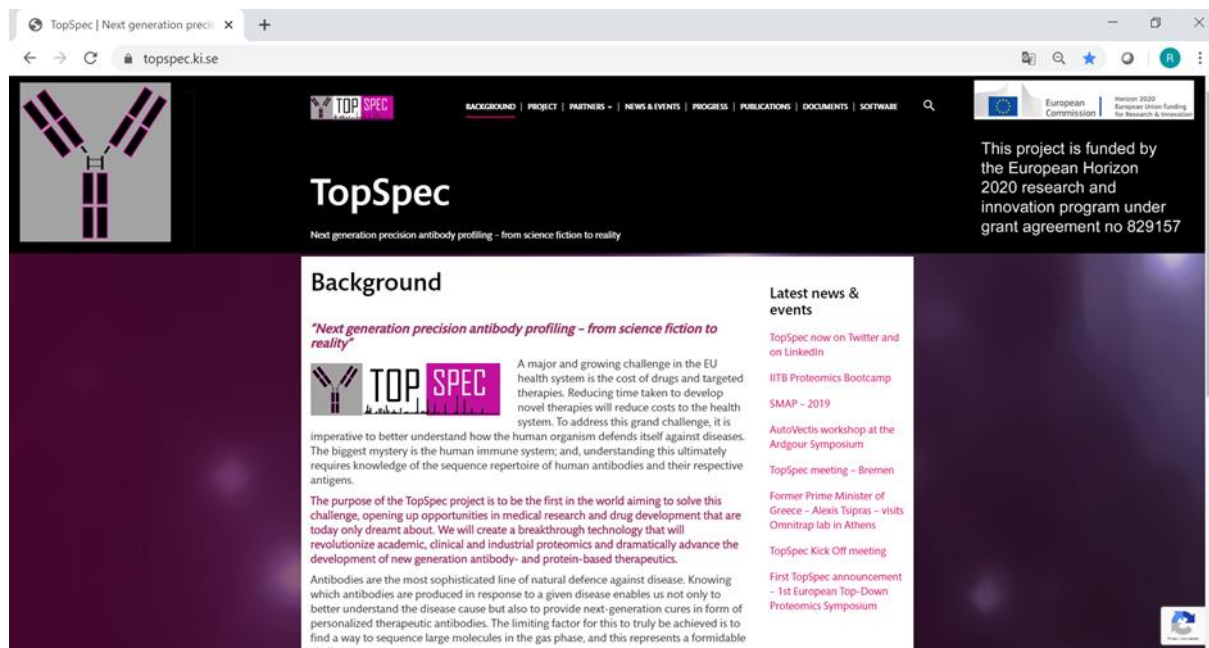 TopSpec | Next generation precis
topspec.ki.se
R
TOP SPEC
BACKGROUND | PROJECT | PARTNERS | NEWS & EVENTS | PROGRESS | PUBLICATIONS | DOCUMENTS | SOFTWARE
European
Commission
Horizon 2020
European Union funding
for Research & Innovation
This project is funded by
the European Horizon
2020 research and
innovation program under
grant agreement no 829157
TopSpec
Next generation precision antibody profiling – from science fiction to reality
Background
"Next generation precision antibody profiling – from science fiction to
reality"
TOP SPEC
A major and growing challenge in the EU
health system is the cost of drugs and targeted
therapies. Reducing time taken to develop
novel therapies will reduce costs to the health
system. To address this grand challenge, it is
imperative to better understand how the human organism defends itself against diseases.
The biggest mystery is the human immune system; and, understanding this ultimately
requires knowledge of the sequence repertoire of human antibodies and their respective
antigens.
The purpose of the TopSpec project is to be the first in the world aiming to solve this
challenge, opening up opportunities in medical research and drug development that are
today only dreamt about. We will create a breakthrough technology that will
revolutionize academic, clinical and industrial proteomics and dramatically advance the
development of new generation antibody- and protein-based therapeutics.
Antibodies are the most sophisticated line of natural defence against disease. Knowing
which antibodies are produced in response to a given disease enables us not only to
better understand the disease cause but also to provide next-generation cures in form of
personalized therapeutic antibodies. The limiting factor for this to truly be achieved is to
find a way to sequence large molecules in the gas phase, and this represents a formidable
Latest news &
events
TopSpec now on Twitter and
on LinkedIn
IITB Proteomics Bootcamp
SMAP – 2019
AutoVectis workshop at the
Ardgour Symposium
TopSpec meeting – Bremen
Former Prime Minister of
Greece – Alexis Tsipras – visits
Omnitrap lab in Athens
TopSpec Kick Off meeting
First TopSpec announcement
– 1st European Top-Down
Proteomics Symposium